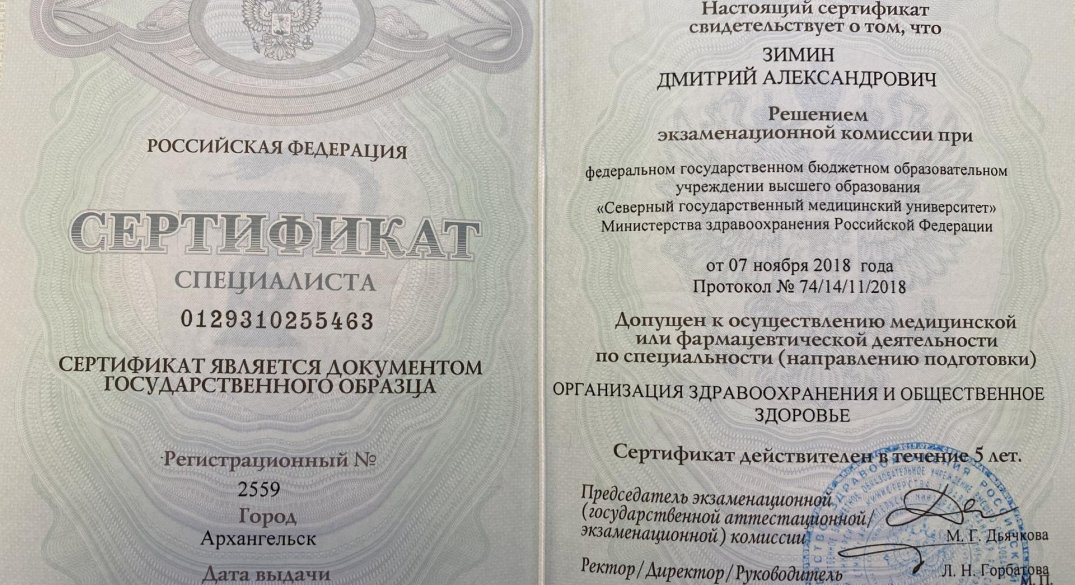 РОССИЙСКАЯ ФЕДЕРАЦИЯ
СЕРТИФИКАТ
СПЕЦИАЛИСТА
0129310255463
СЕРТИФИКАТ ЯВЛЯЕТСЯ ДОКУМЕНТОМ
ГОСУДАРСТВЕННОГО ОБРАЗЦА
Регистрационный №
2559
Город
Архангельск
Дата выдачи
Настоящий сертификат
свидетельствует о том, что
ЗИМИН
ДМИТРИЙ АЛЕКСАНДРОВИЧ
Решением
экзаменационной комиссии при
федеральном государственном бюджетном образовательном
учреждении высшего образования
«Северный государственный медицинский университет»
Министерства здравоохранения Российской Федерации
от 07 ноября 2018 года
Протокол № 74/14/11/2018
Допущен к осуществлению медицинской
или фармацевтической деятельности
по специальности (направлению подготовки)
ОРГАНИЗАЦИЯ ЗДРАВООХРАНЕНИЯ И ОБЩЕСТВЕННОЕ
ЗДОРОВЬЕ
Сертификат действителен в течение 5 лет.
Председатель экзаменационной
(государственной аттестационной/
экзаменационной) комиссии
М. Г. Дьячкова
Ректор/Директор/Руководитель
Л. Н. Горбатова
М. П.